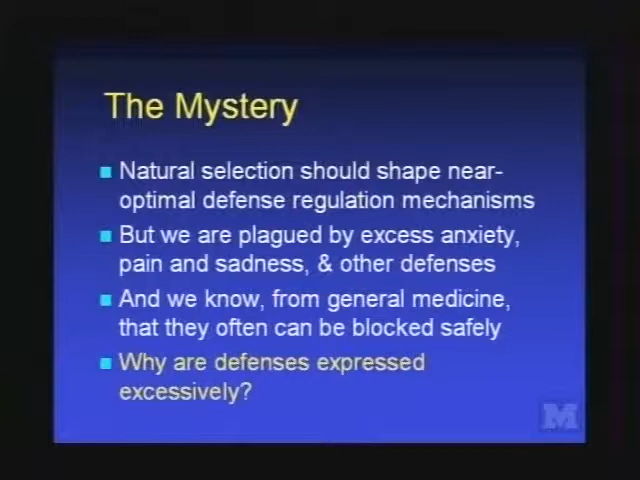 The Mystery
Natural selection should shape near-
optimal defense regulation mechanisms
But we are plagued by excess anxiety,
pain and sadness, & other defenses
And we know, from general medicine,
that they often can be blocked safely
Why are defenses expressed
excessively?
M